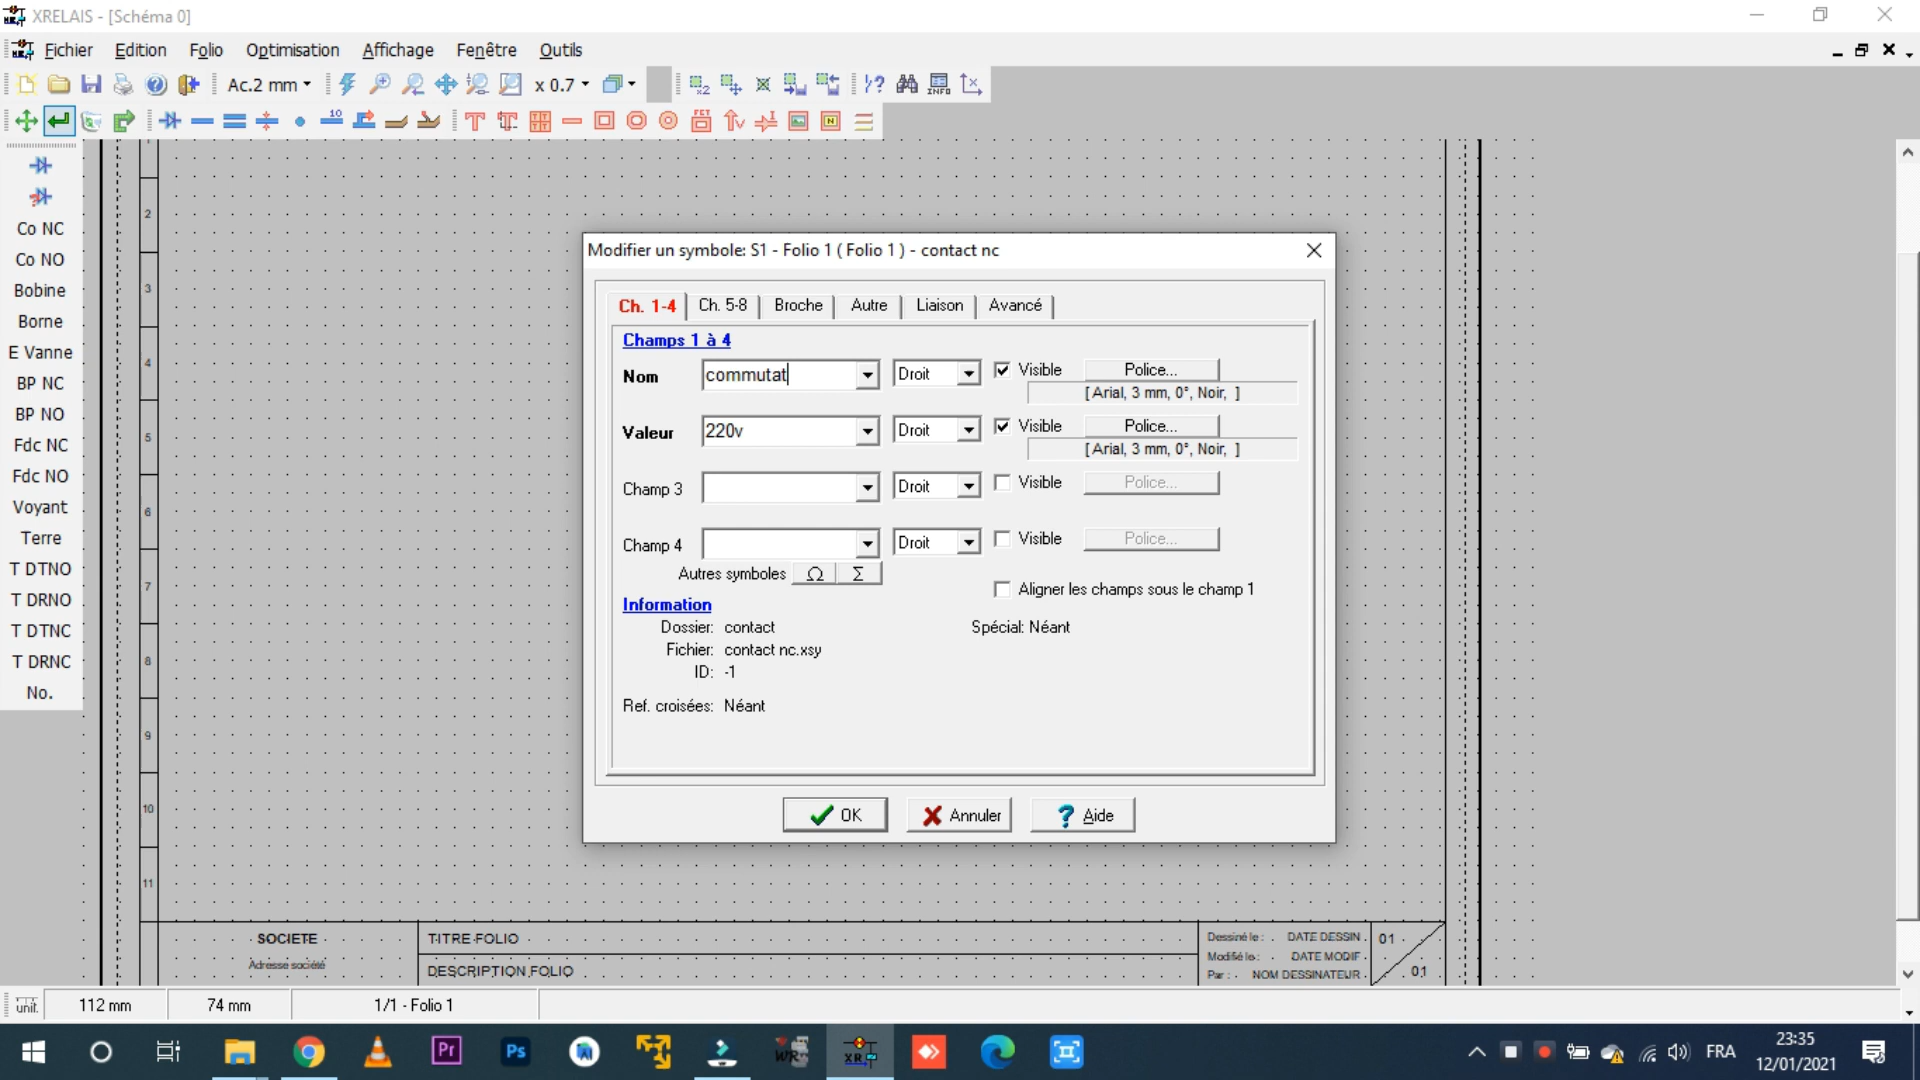 XRELAIS - [Schéma 0]
Fichier Edition Folio Optimisation Affichage Fenêtre Outils
Ac.2 mm x 0.7
Co NC
Co NO
Bobine
Borne
E Vanne
BP NC
BP NO
Fdc NC
Fdc NO
Voyant
Terre
T DTNO
T DRNO
T DTNC
T DRNC
No.
2
3
4
5
6
7
8
9
10
11
Modifier un symbole: S1 - Folio 1 ( Folio 1 ) - contact nc
Ch. 1-4 Ch. 5-8 Broche Autre Liaison Avancé
Champs 1 à 4
Nom commutat Droit Visible Police...
[ Arial, 3 mm, 0°, Noir, ]
Valeur 220v Droit Visible Police...
[ Arial, 3 mm, 0°, Noir, ]
Champ 3 Droit Visible Police...
Champ 4 Droit Visible Police...
Autres symboles Ω Σ
Aligner les champs sous le champ 1
Information
Dossier: contact Spécial: Néant
Fichier: contact nc.xsy
ID: -1
Ref. croisées: Néant
OK Annuler Aide
SOCIETE
Adresse société
TITRE FOLIO
DESCRIPTION FOLIO
Dessiné le : DATE DESSIN
Modifié le : DATE MODIF
Par : NOM DESSINATEUR
01
01
unit. 112 mm 74 mm 1/1 - Folio 1
FRA
23:35
12/01/2021